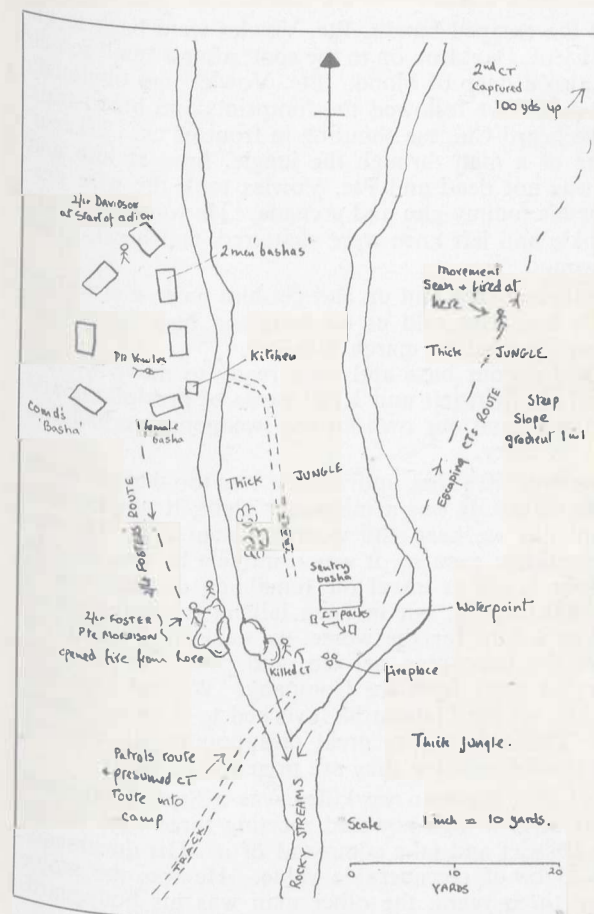 2nd CT
Captured
100 yds up
2/Lr DAVIDSON
at Start of action
2 men bashas'
Movement
Seen + fired at
here
Thick JUNGLE
Kitchen
Pte Vowles
Comd's
'Basha'
female
basha
Steep
Slope
gradient 1 in 1
Escaping CT's ROUTE
Thick JUNGLE
FOSTERS ROUTE
Sentry
basha
CT packs
Waterpoint
2/Lr FOSTER
Pte MORRISON
opened fire from here
Killed CT
fireplace
Patrols route
presumed CT
route into
camp
Thick jungle.
TRACK
ROCKY STREAMS
Scale 1 inch = 10 yards.
0 10 20
YARDS